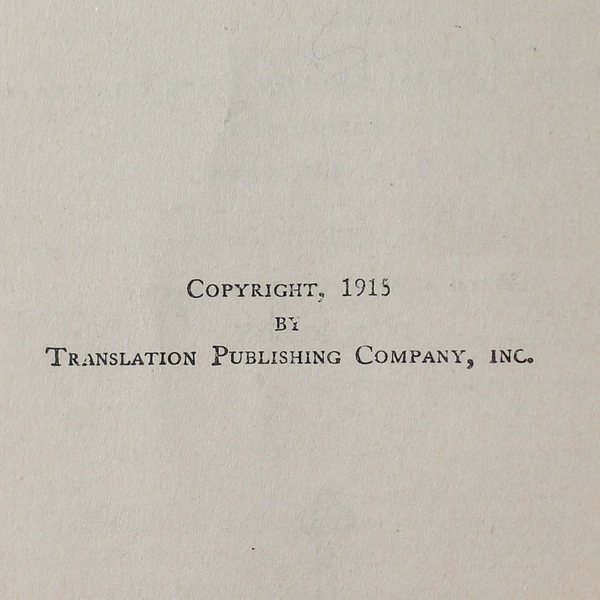 Copyright, 1915
by
Translation Publishing Company, inc.